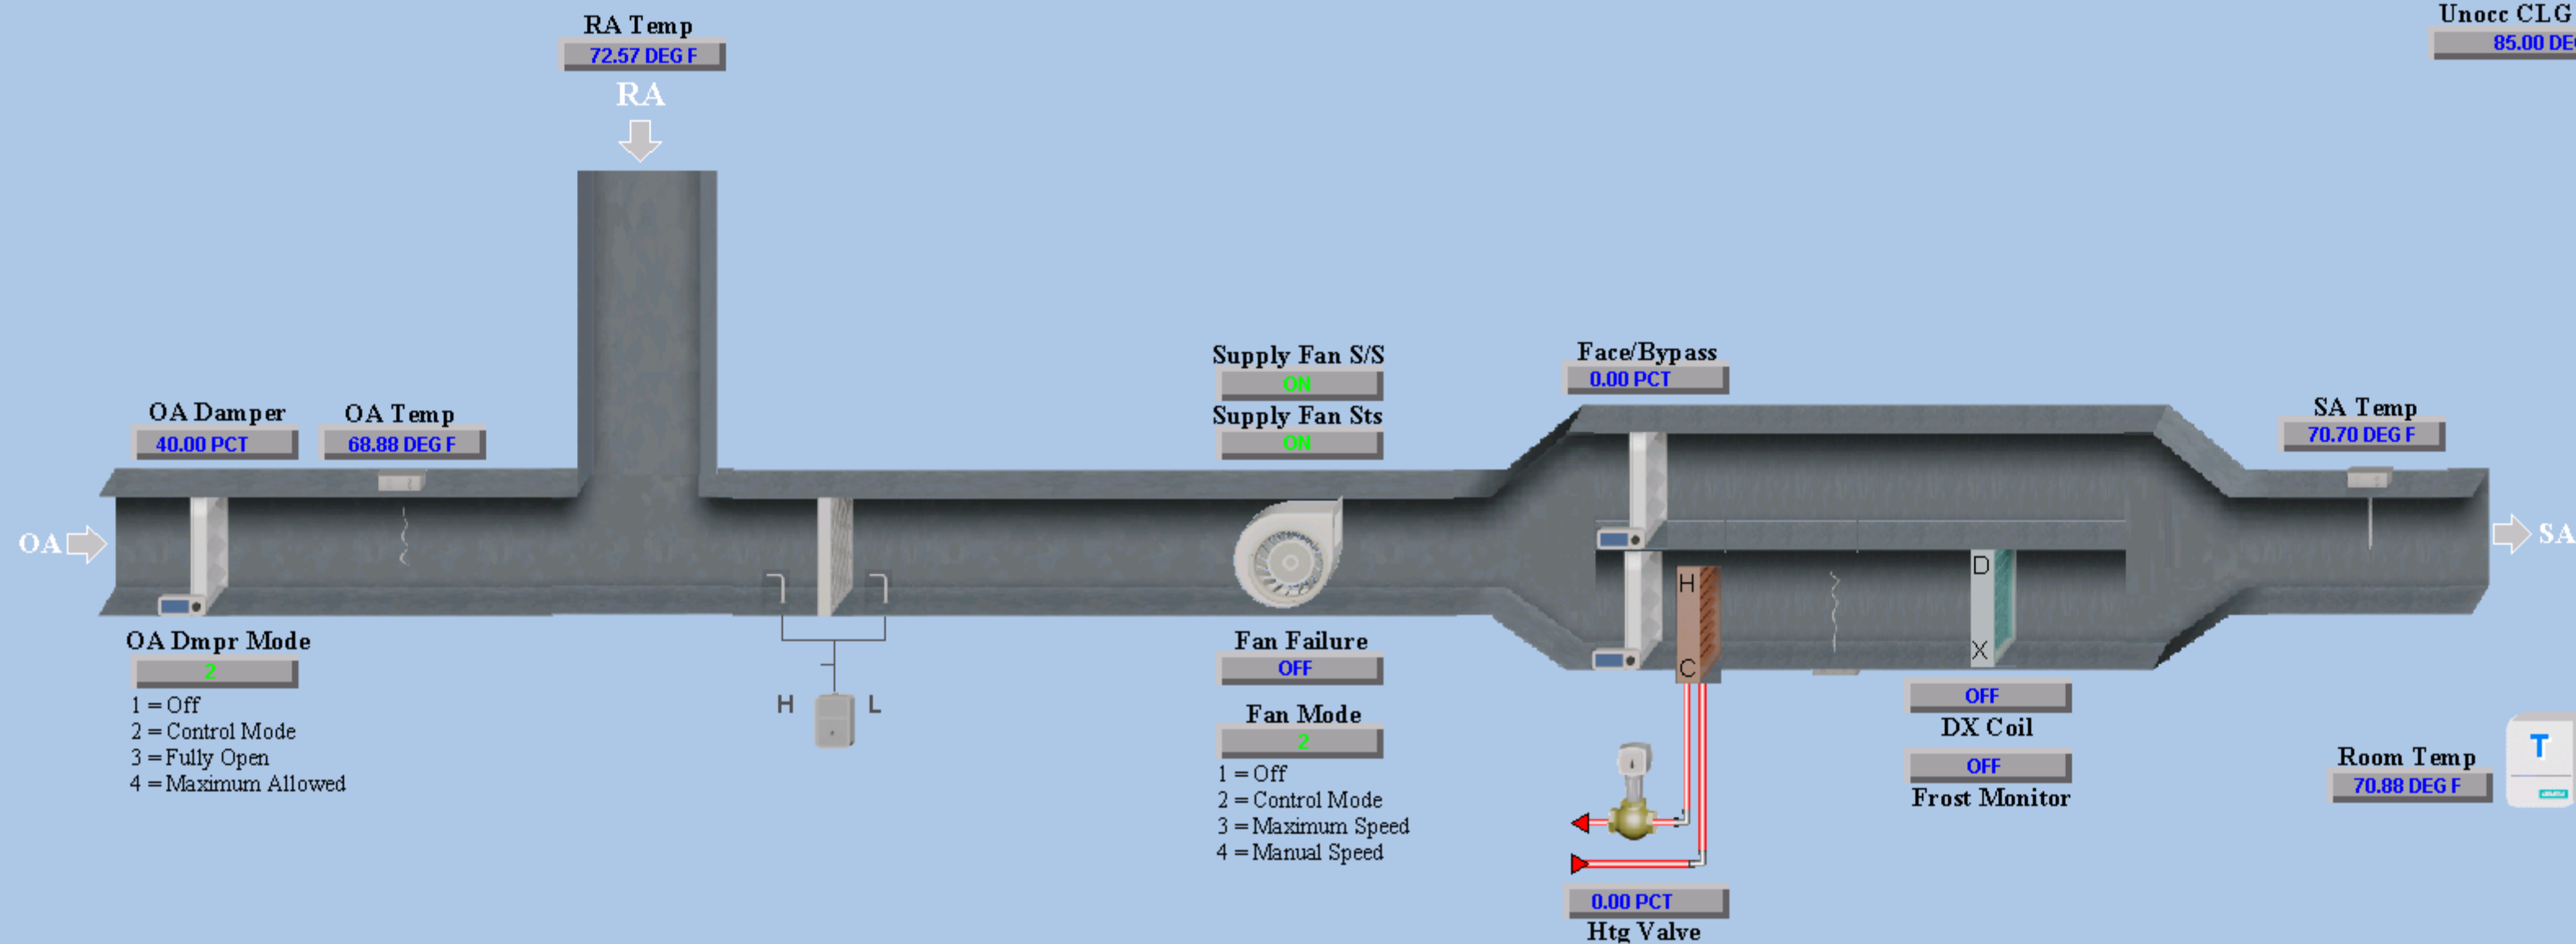 RA Temp
72.57 DEG F
RA
Unocc CLG
85.00 DE
Supply Fan S/S
ON
Supply Fan Sts
ON
Face/Bypass
0.00 PCT
OA Damper
40.00 PCT
OA Temp
68.88 DEG F
SA Temp
70.70 DEG F
OA
SA
H
C
D
X
OA Dmpr Mode
2
1 = Off
2 = Control Mode
3 = Fully Open
4 = Maximum Allowed
H
L
Fan Failure
OFF
Fan Mode
2
1 = Off
2 = Control Mode
3 = Maximum Speed
4 = Manual Speed
OFF
DX Coil
OFF
Frost Monitor
Room Temp
70.88 DEG F
T
0.00 PCT
Htg Valve